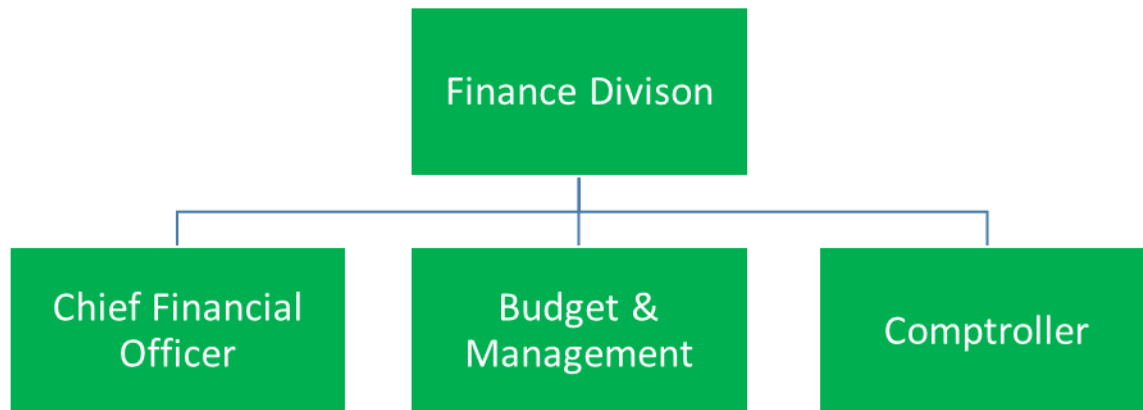 Finance Divison
Chief Financial
Officer
Budget &
Management
Comptroller